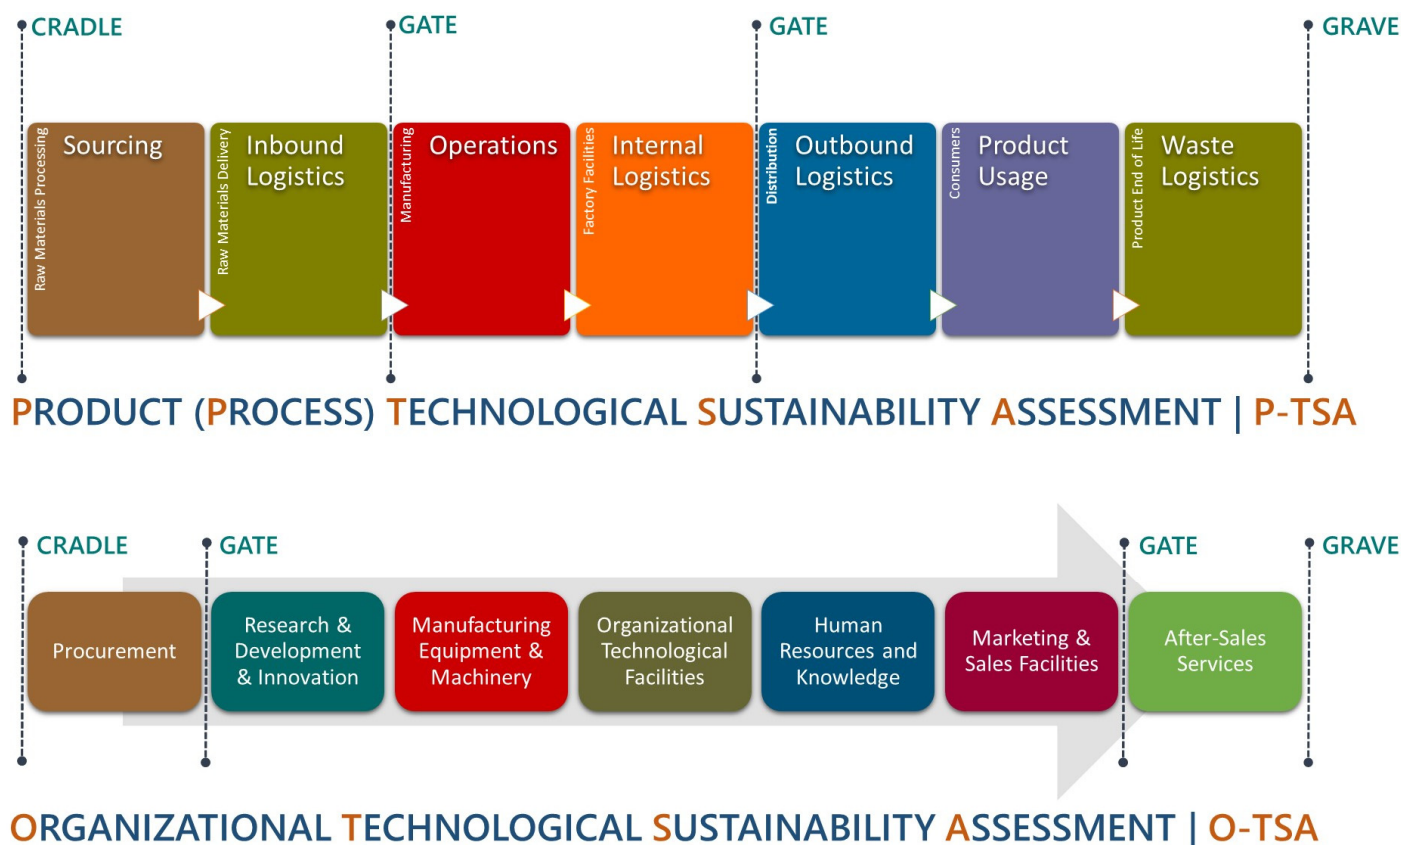 CRADLE
GATE
GATE
GRAVE
Raw Materials Processing
Sourcing
Raw Materials Delivery
Inbound
Logistics
Manufacturing
Operations
Factory Facilities
Internal
Logistics
Distribution
Outbound
Logistics
Consumers
Product
Usage
Product End of Life
Waste
Logistics
PRODUCT (PROCESS) TECHNOLOGICAL SUSTAINABILITY ASSESSMENT | P-TSA
CRADLE
GATE
GATE
GRAVE
Procurement
Research &
Development
& Innovation
Manufacturing
Equipment &
Machinery
Organizational
Technological
Facilities
Human
Resources and
Knowledge
Marketing &
Sales Facilities
After-Sales
Services
ORGANIZATIONAL TECHNOLOGICAL SUSTAINABILITY ASSESSMENT | O-TSA